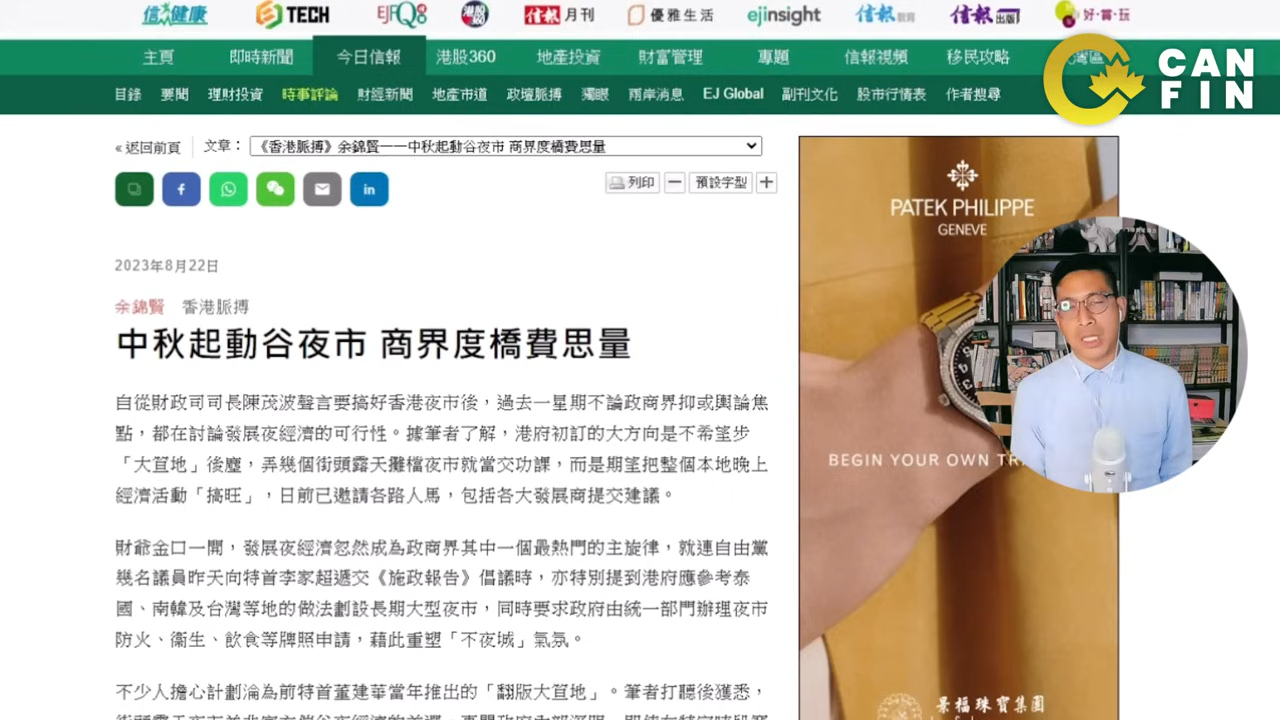 信健康 TECH EJFQ8 港股360 信報月刊 優雅生活 ejinsight 信報教育 信報出版 好·賞·玩
主頁 即時新聞 今日信報 港股360 地產投資 財富管理 專題 信報視頻 移民攻略
目錄 要聞 理財投資 時事評論 財經新聞 地產市道 政壇脈搏 獨眼 兩岸消息 EJ Global 副刊文化 股市行情表 作者搜尋
CAN
FIN
« 返回前頁 文章： 《香港脈搏》余錦賢——中秋起動谷夜市 商界度橋費思量
列印 預設字型
2023年8月22日
余錦賢 香港脈搏
中秋起動谷夜市 商界度橋費思量
自從財政司司長陳茂波聲言要搞好香港夜市後，過去一星期不論政商界抑或輿論焦
點，都在討論發展夜經濟的可行性。據筆者了解，港府初訂的大方向是不希望步
「大笪地」後塵，弄幾個街頭露天攤檔夜市就當交功課，而是期望把整個本地晚上
經濟活動「搞旺」，日前已邀請各路人馬，包括各大發展商提交建議。
財爺金口一開，發展夜經濟忽然成為政商界其中一個最熱門的主旋律，就連自由黨
幾名議員昨天向特首李家超遞交《施政報告》倡議時，亦特別提到港府應參考泰
國、南韓及台灣等地的做法劃設長期大型夜市，同時要求政府由統一部門辦理夜市
防火、衞生、飲食等牌照申請，藉此重塑「不夜城」氣氛。
不少人擔心計劃淪為前特首董建華當年推出的「翻版大笪地」。筆者打聽後獲悉，
PATEK PHILIPPE
GENEVE
BEGIN YOUR OWN
景福珠寶集團